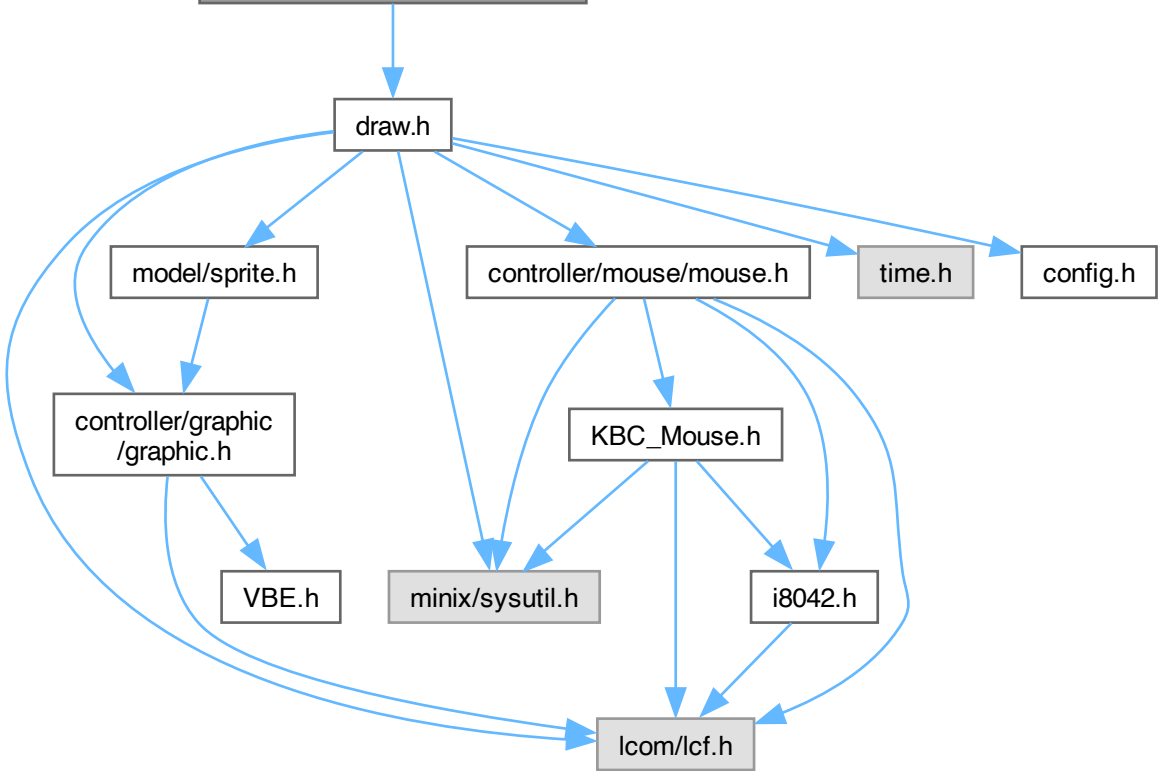 draw.h
model/sprite.h
controller/mouse/mouse.h
time.h
config.h
controller/graphic
/graphic.h
KBC_Mouse.h
VBE.h
minix/sysutil.h
i8042.h
lcom/lcf.h